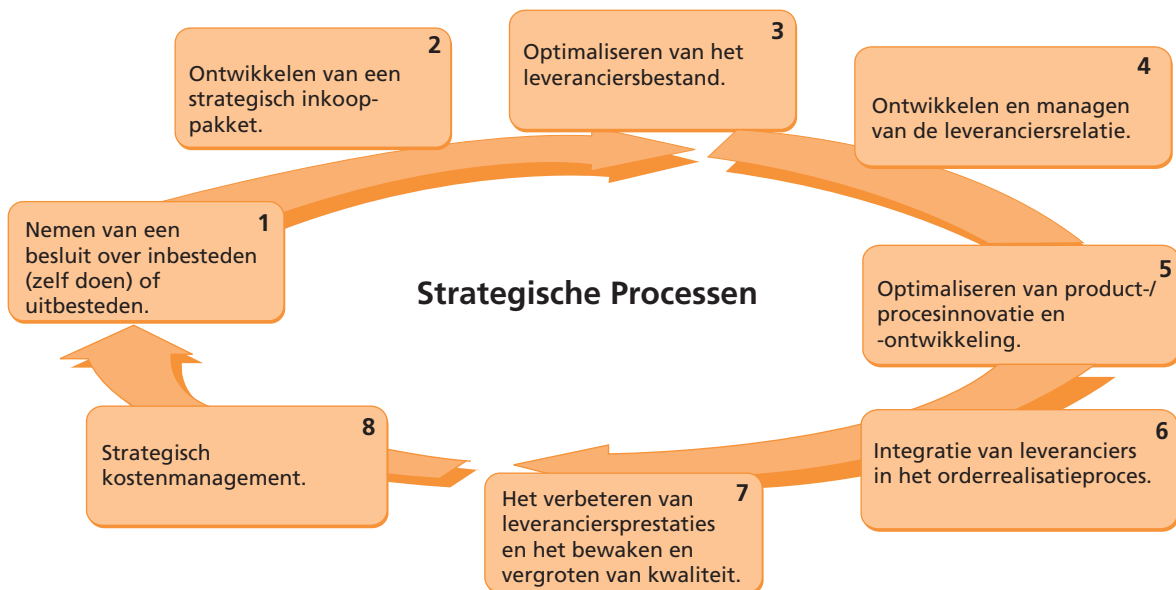 1
Nemen van een
besluit over inbesteden
(zelf doen) of
uitbesteden.
2
Ontwikkelen van een
strategisch inkoop-
pakket.
3
Optimaliseren van het
leveranciersbestand.
4
Ontwikkelen en managen
van de leveranciersrelatie.
5
Optimaliseren van product-/
procesinnovatie en
-ontwikkeling.
6
Integratie van leveranciers
in het orderrealisatieproces.
7
Het verbeteren van
leveranciersprestaties
en het bewaken en
vergroten van kwaliteit.
8
Strategisch
kostenmanagement.
Strategische Processen